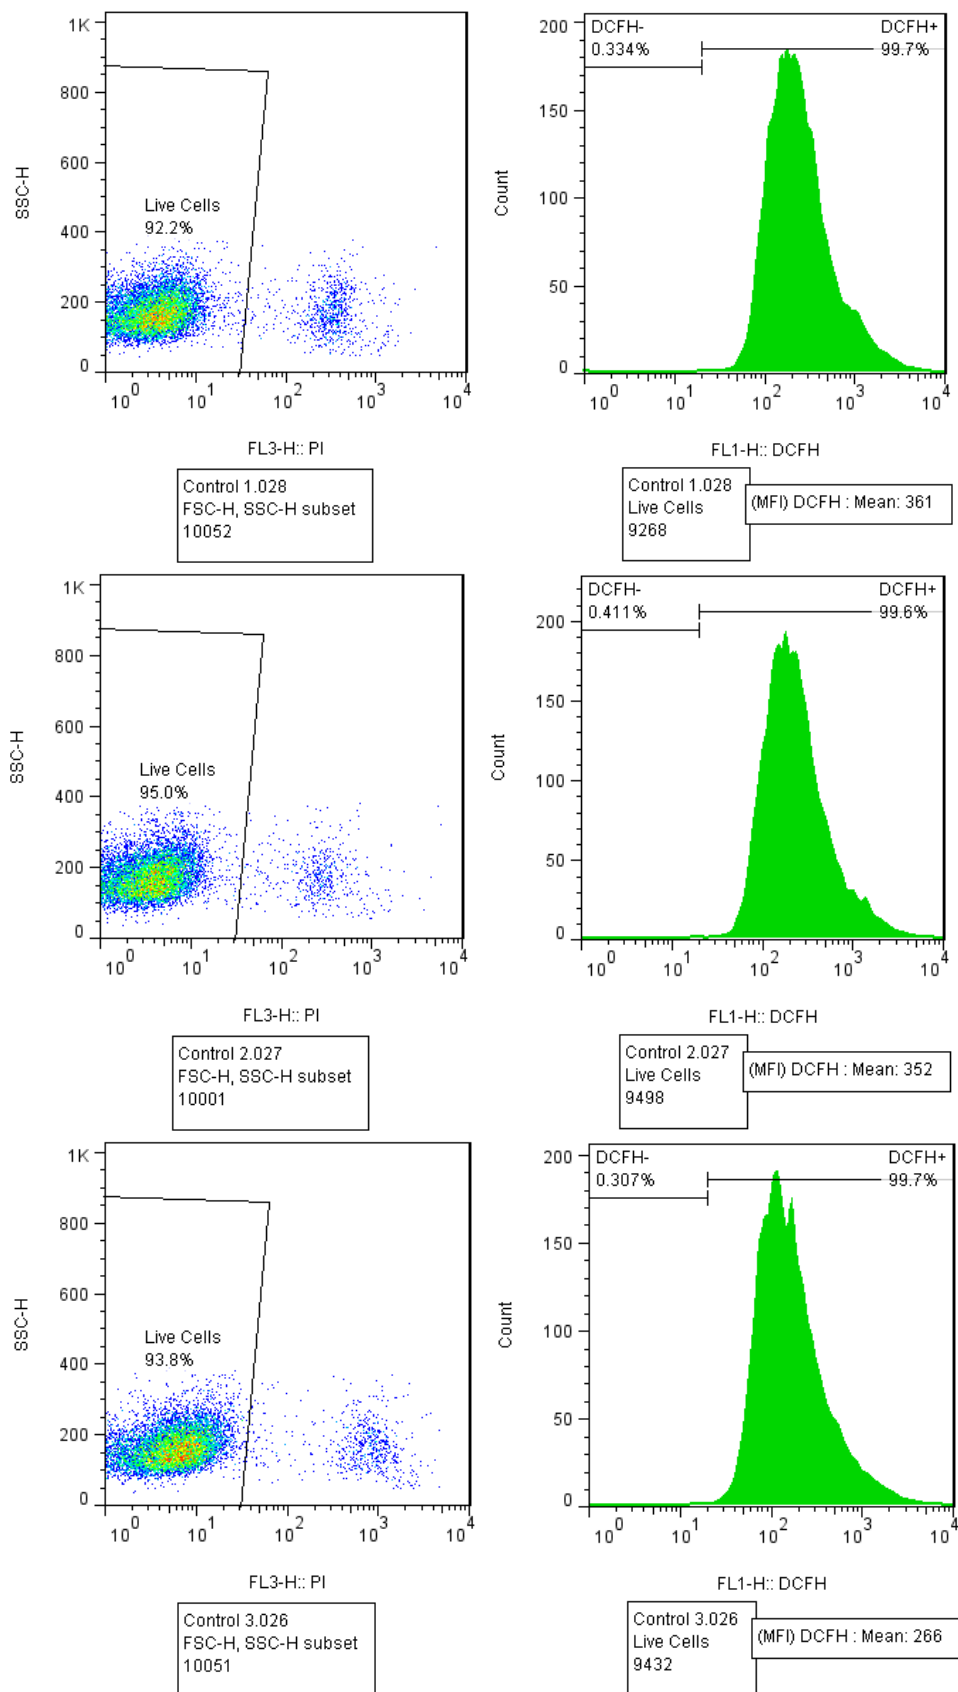 1K
800
600
400
200
0
SSC-H
Live Cells
92.2%
10^0 10^1 10^2 10^3 10^4
FL3-H:: PI
Control 1.028
FSC-H, SSC-H subset
10052
200
150
100
50
0
Count
DCFH-
0.334%
DCFH+
99.7%
10^0 10^1 10^2 10^3 10^4
FL1-H:: DCFH
Control 1.028
Live Cells
9268
(MFI) DCFH : Mean: 361
1K
800
600
400
200
0
SSC-H
Live Cells
95.0%
10^0 10^1 10^2 10^3 10^4
FL3-H:: PI
Control 2.027
FSC-H, SSC-H subset
10001
200
150
100
50
0
Count
DCFH-
0.411%
DCFH+
99.6%
10^0 10^1 10^2 10^3 10^4
FL1-H:: DCFH
Control 2.027
Live Cells
9498
(MFI) DCFH : Mean: 352
1K
800
600
400
200
0
SSC-H
Live Cells
93.8%
10^0 10^1 10^2 10^3 10^4
FL3-H:: PI
Control 3.026
FSC-H, SSC-H subset
10051
200
150
100
50
0
Count
DCFH-
0.307%
DCFH+
99.7%
10^0 10^1 10^2 10^3 10^4
FL1-H:: DCFH
Control 3.026
Live Cells
9432
(MFI) DCFH : Mean: 266